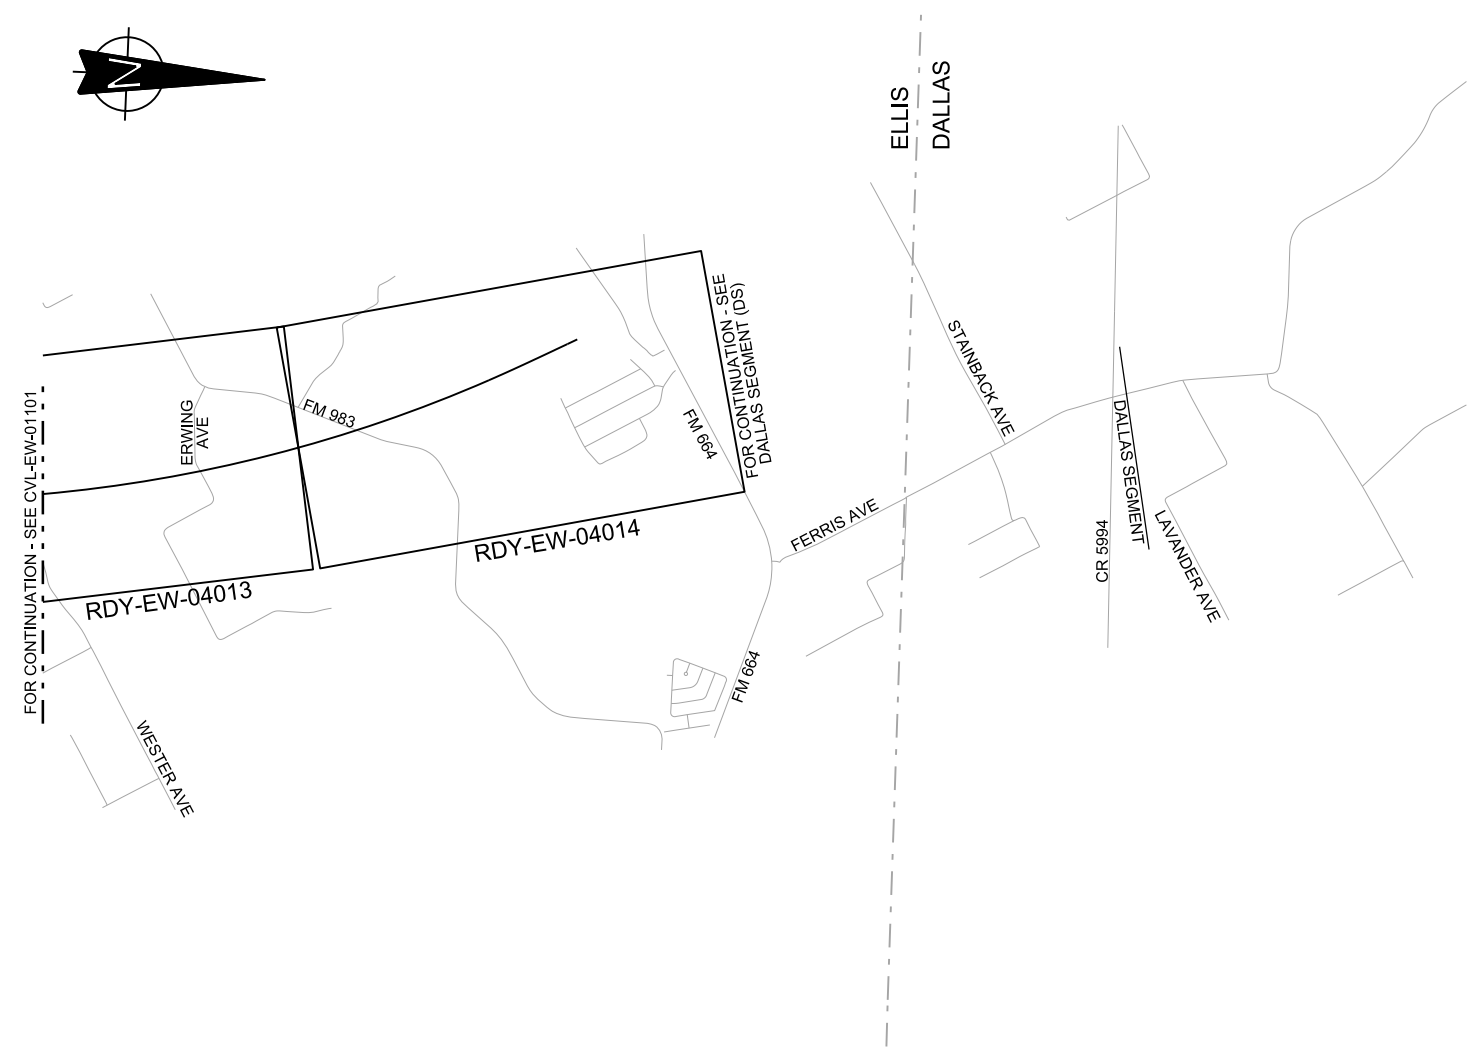 N
ELLIS
DALLAS
FOR CONTINUATION - SEE CVL-EW-01101
ERWING
AVE
FM 983
FM 664
FOR CONTINUATION - SEE
DALLAS SEGMENT (DS)
STAINBACK AVE
DALLAS SEGMENT
FERRIS AVE
CR 5994
LAVANDER AVE
RDY-EW-04014
RDY-EW-04013
FM 664
WESTER AVE